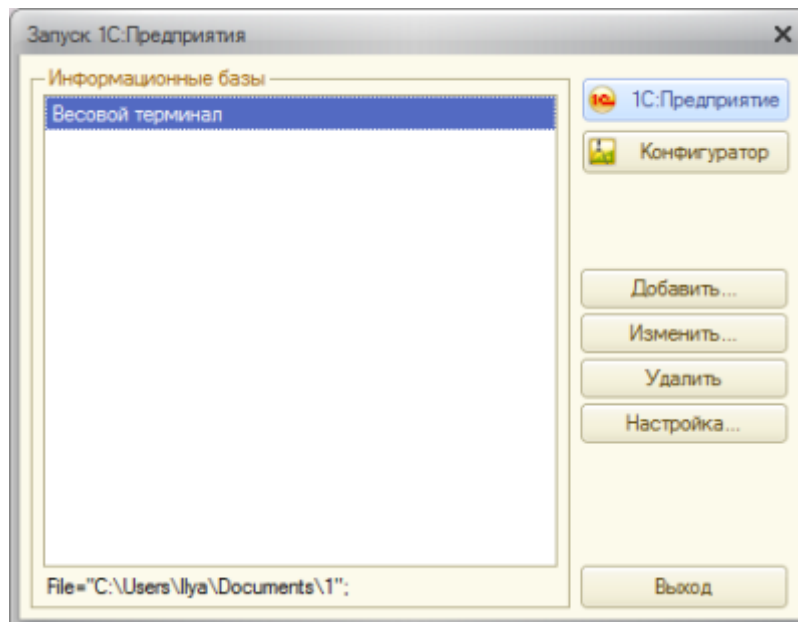 Запуск 1С:Предприятия
Информационные базы
Весовой терминал
1С:Предприятие
Конфигуратор
Добавить...
Изменить...
Удалить
Настройка...
File="C:\Users\Ilya\Documents\1";
Выход